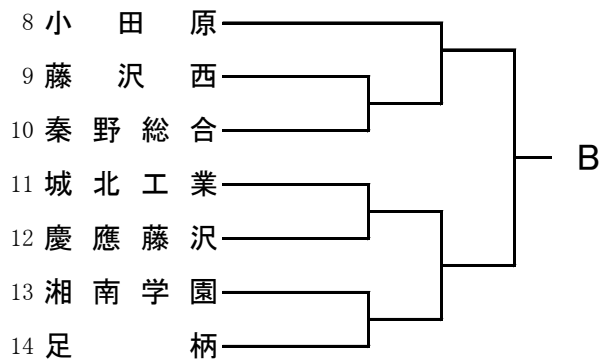 8 小田原
9 藤沢西
10 秦野総合
11 城北工業
12 慶應藤沢
13 湘南学園
14 足柄
B